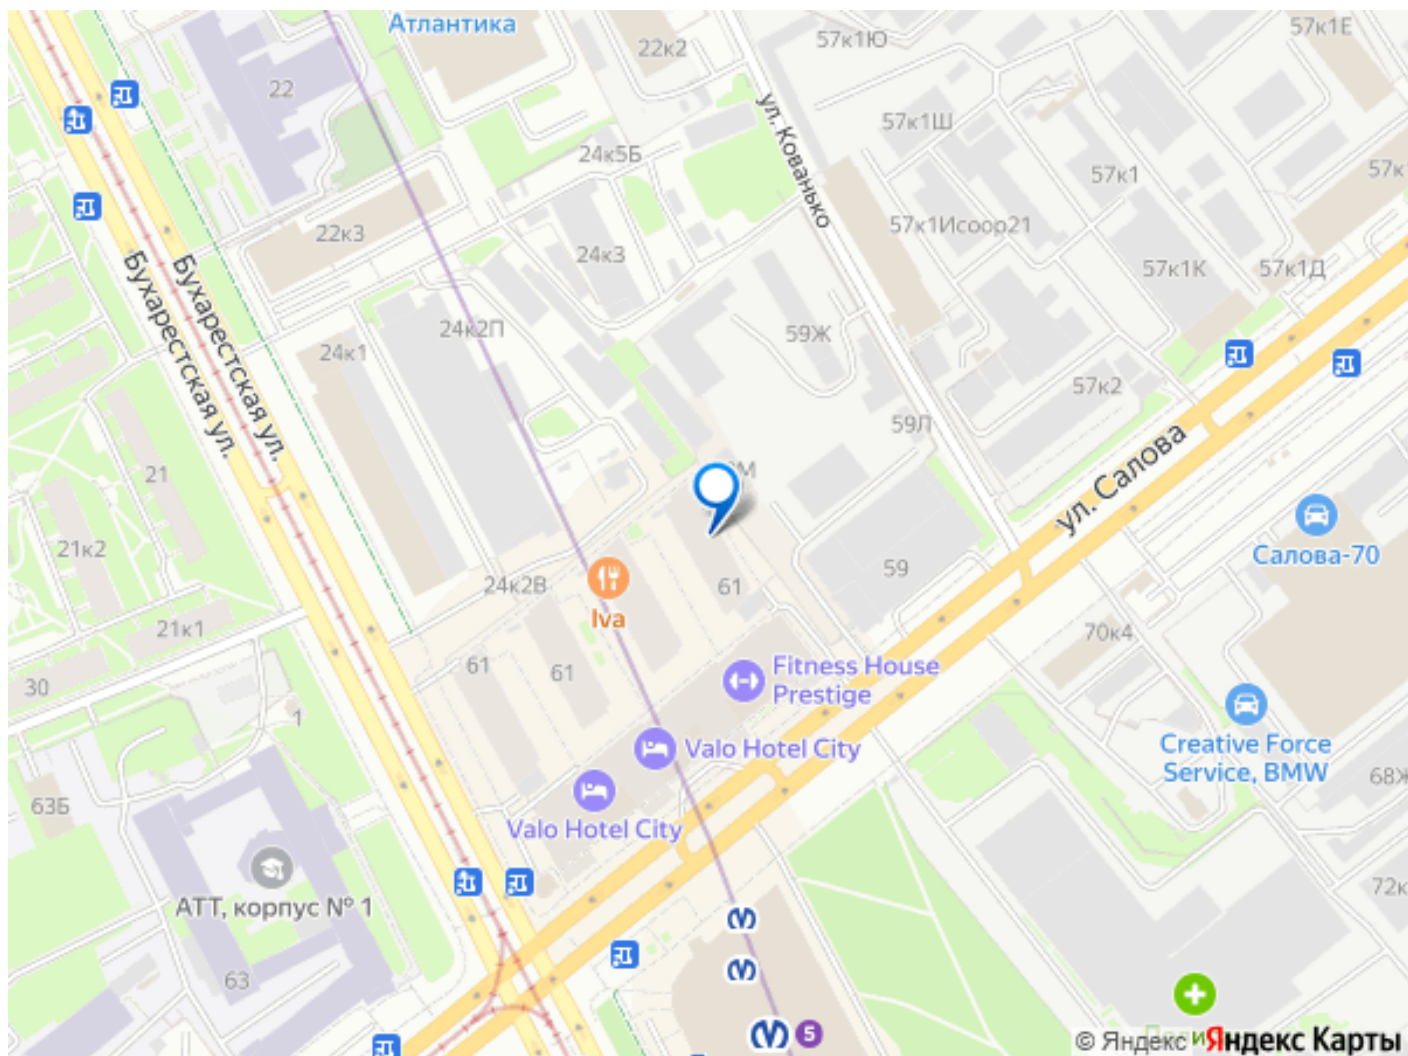 Атлантика
57к1Е
22к2
57к1Ю
22
ул. Кованько
57к1Ш
24к5Б
57к1
57к
22к3
57к1Исоор21
24к3
Бухарестская ул.
Бухарестская ул.
57к1К
57к1Д
24к2П
59Ж
24к1
57к2
59Л
ул. Салова
21
Салова-70
21к2
59
24к2В
61
Iva
21к1
70к4
61
61
Fitness House
Prestige
30
1
Valo Hotel City
Creative Force
Service, BMW
68Ж
63Б
Valo Hotel City
72к
АТТ, корпус № 1
63
5
© Яндекс
Яндекс Карты